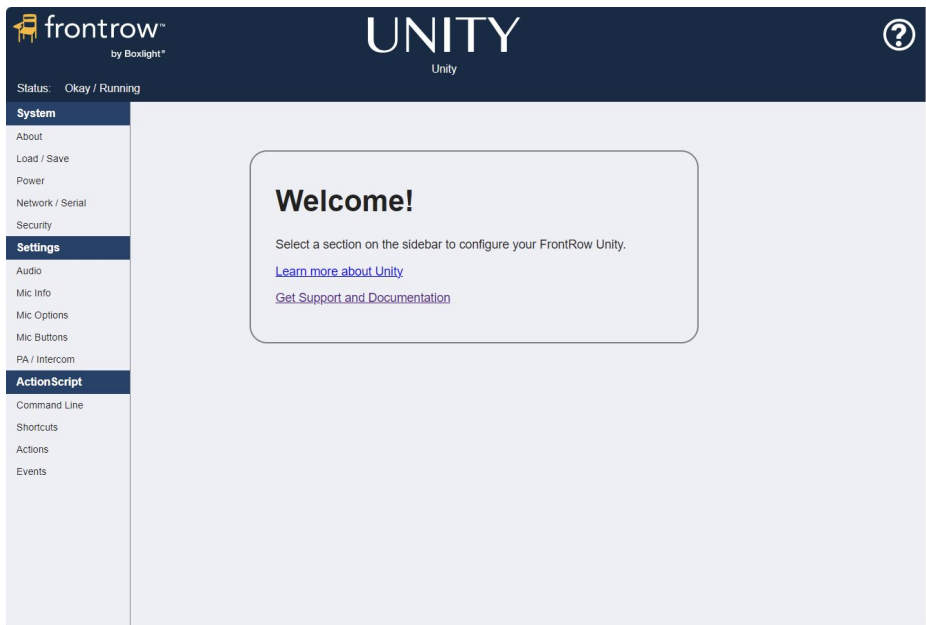 frontrow™
by Boxlight®
UNITY
Unity
?
Status: Okay / Running
System
About
Load / Save
Power
Network / Serial
Security
Settings
Audio
Mic Info
Mic Options
Mic Buttons
PA / Intercom
ActionScript
Command Line
Shortcuts
Actions
Events
Welcome!
Select a section on the sidebar to configure your FrontRow Unity.
Learn more about Unity
Get Support and Documentation